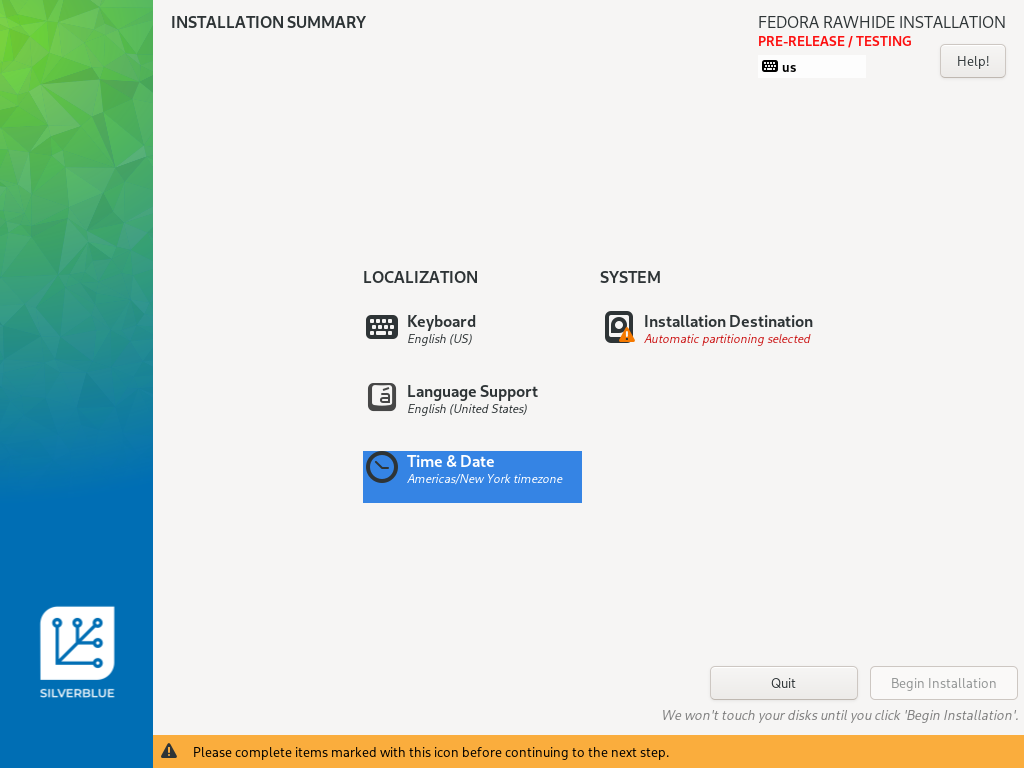 INSTALLATION SUMMARY
FEDORA RAWHIDE INSTALLATION
PRE-RELEASE / TESTING
us
Help!
LOCALIZATION
Keyboard
English (US)
Language Support
English (United States)
Time & Date
Americas/New York timezone
SYSTEM
Installation Destination
Automatic partitioning selected
SILVERBLUE
Quit
Begin Installation
We won't touch your disks until you click 'Begin Installation'.
Please complete items marked with this icon before continuing to the next step.